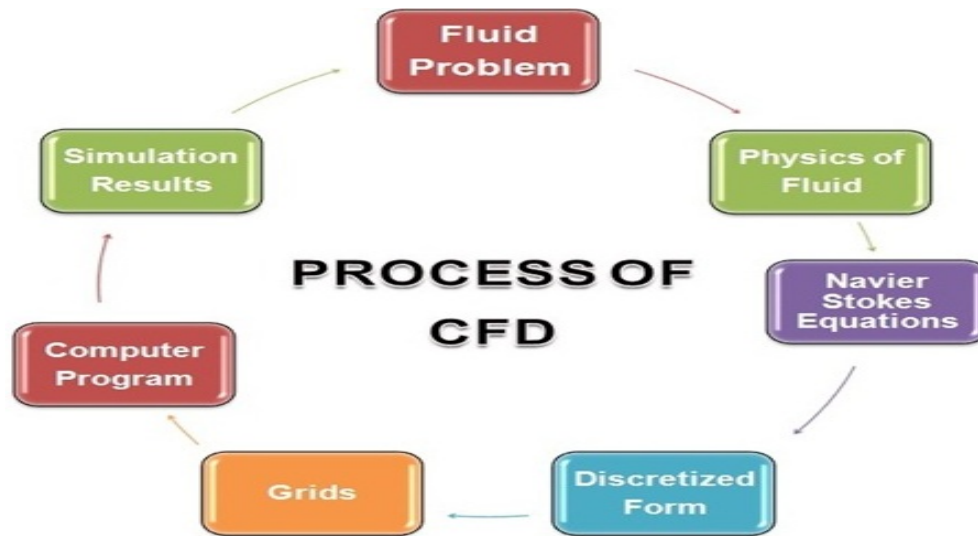 Fluid
Problem
Physics of
Fluid
Navier
Stokes
Equations
Discretized
Form
Grids
Computer
Program
Simulation
Results
PROCESS OF
CFD